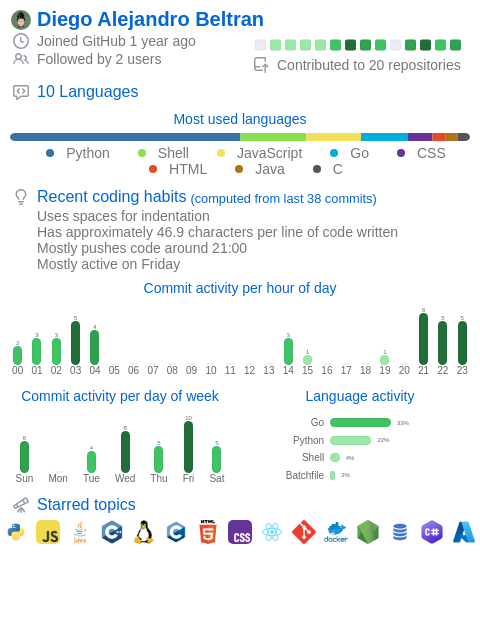 Diego Alejandro Beltran
Joined GitHub 1 year ago
Followed by 2 users
Contributed to 20 repositories
10 Languages
Most used languages
Python Shell JavaScript Go CSS
HTML Java C
Recent coding habits (computed from last 38 commits)
Uses spaces for indentation
Has approximately 46.9 characters per line of code written
Mostly pushes code around 21:00
Mostly active on Friday
Commit activity per hour of day
2 3 3 5 4 3 1 1 6 5 5
00 01 02 03 04 05 06 07 08 09 10 11 12 13 14 15 16 17 18 19 20 21 22 23
Commit activity per day of week
6 4 8 5 10 5
Sun Mon Tue Wed Thu Fri Sat
Language activity
Go 33%
Python 22%
Shell 4%
Batchfile 2%
Starred topics
JS Java C++ C HTML CSS docker C#